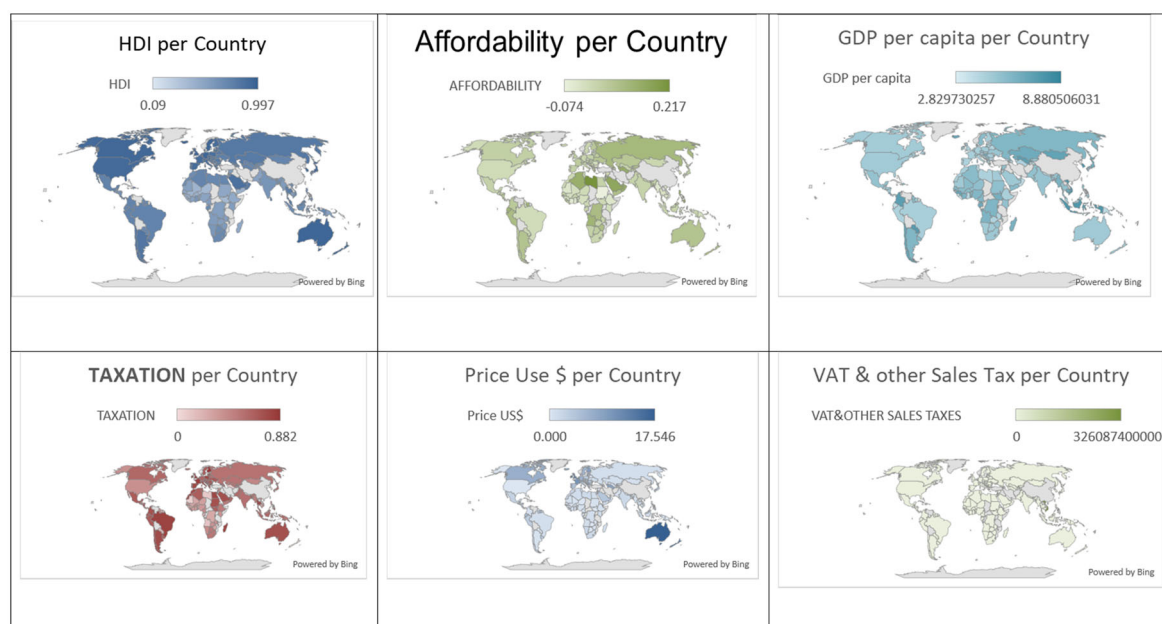 HDI per Country
HDI
0.09 0.997
Powered by Bing
Affordability per Country
AFFORDABILITY
-0.074 0.217
Powered by Bing
GDP per capita per Country
GDP per capita
2.829730257 8.880506031
Powered by Bing
TAXATION per Country
TAXATION
0 0.882
Powered by Bing
Price Use $ per Country
Price US$
0.000 17.546
Powered by Bing
VAT & other Sales Tax per Country
VAT&OTHER SALES TAXES
0 326087400000
Powered by Bing